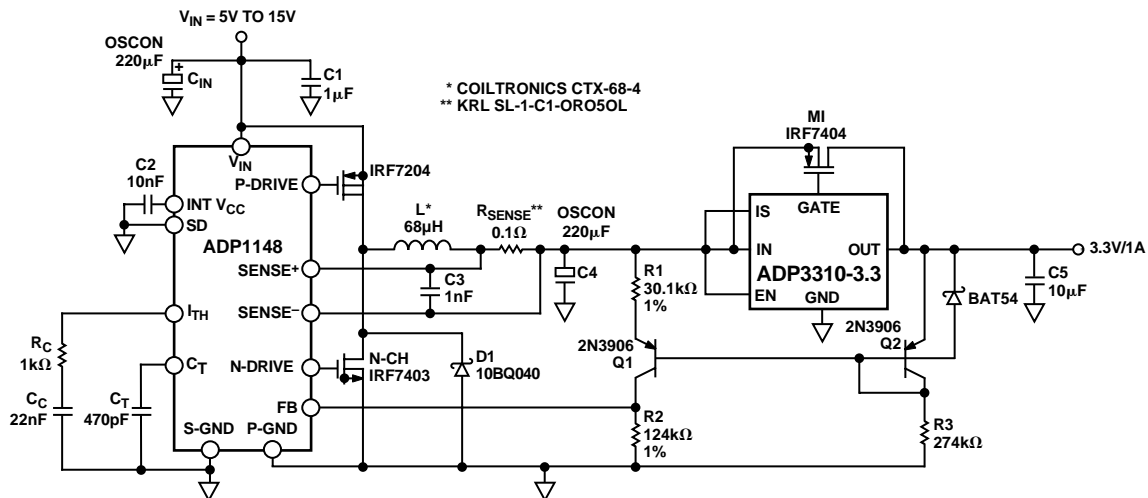 V_IN = 5V TO 15V
OSCON
220µF
+
C_IN
C1
1µF
* COILTRONICS CTX-68-4
** KRL SL-1-C1-ORO5OL
MI
IRF7404
C2
10nF
V_IN
P-DRIVE
IRF7204
INT V_CC
SD
ADP1148
L*
68µH
R_SENSE**
0.1Ω
OSCON
220µF
C4
IS
GATE
IN
OUT
ADP3310-3.3
EN
GND
3.3V/1A
C5
10µF
BAT54
SENSE+
C3
1nF
SENSE–
R1
30.1kΩ
1%
I_TH
R_C
1kΩ
C_T
N-DRIVE
N-CH
IRF7403
D1
10BQ040
2N3906
Q1
2N3906
Q2
C_C
22nF
C_T
470pF
FB
S-GND
P-GND
R2
124kΩ
1%
R3
274kΩ